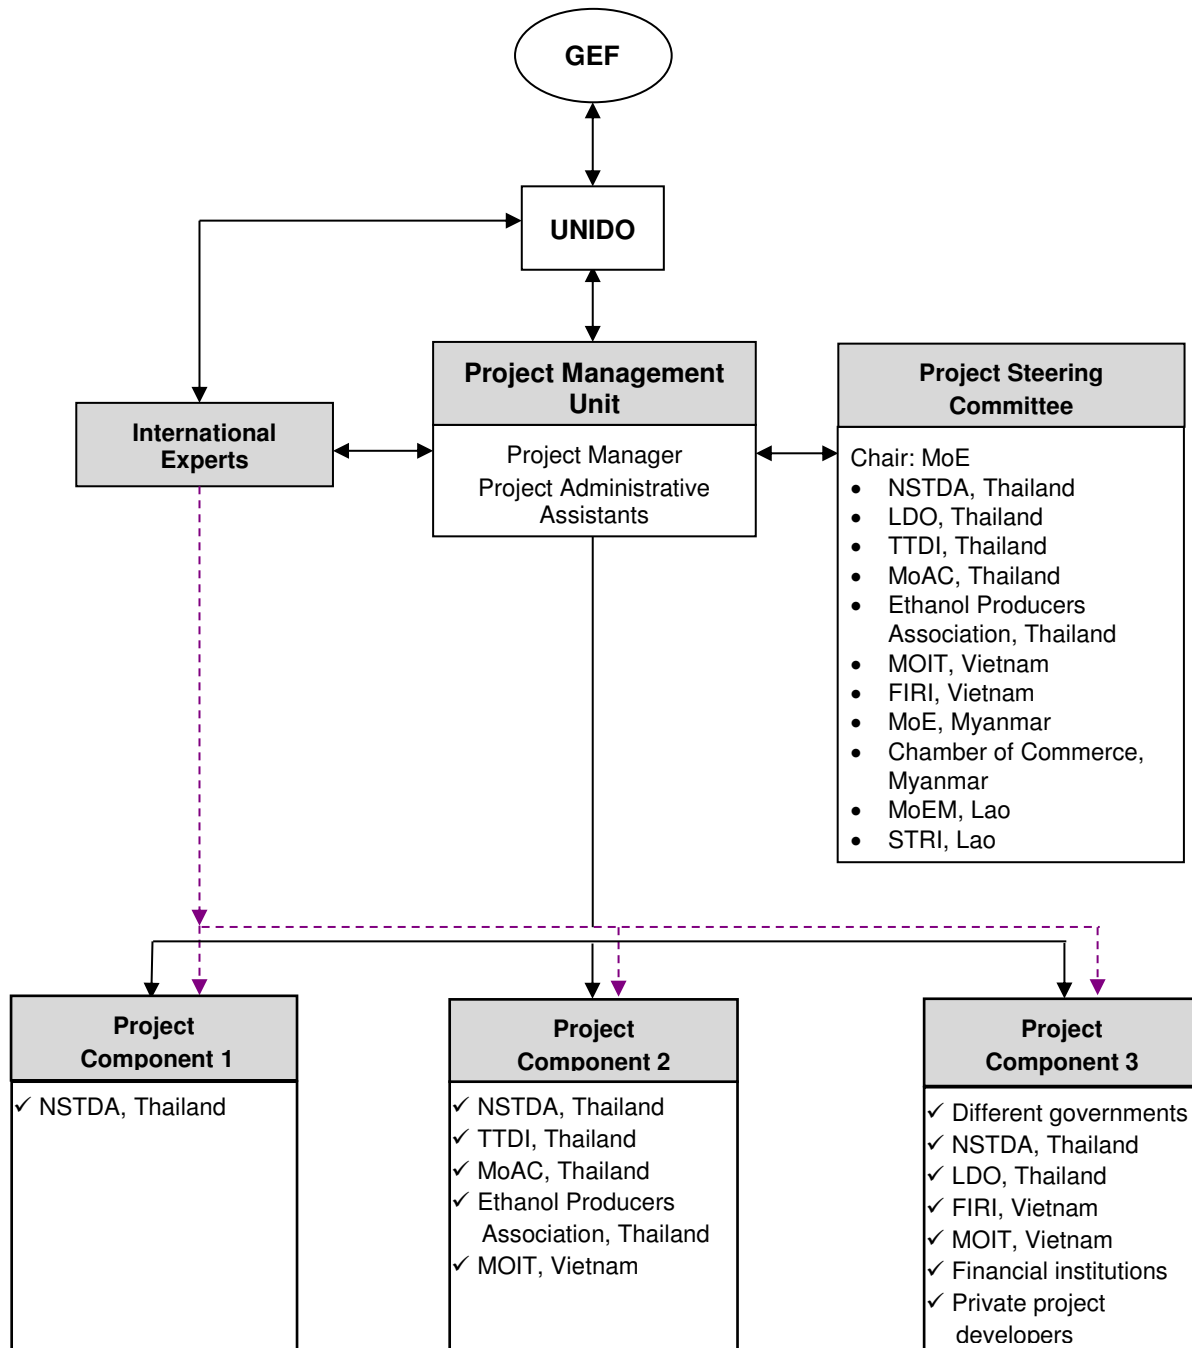 GEF
UNIDO
Project Management
Unit
Project Manager
Project Administrative
Assistants
International
Experts
Project Steering
Committee
Chair: MoE
• NSTDA, Thailand
• LDO, Thailand
• TTDI, Thailand
• MoAC, Thailand
• Ethanol Producers
Association, Thailand
• MOIT, Vietnam
• FIRI, Vietnam
• MoE, Myanmar
• Chamber of Commerce,
Myanmar
• MoEM, Lao
• STRI, Lao
Project
Component 1
✓ NSTDA, Thailand
Project
Component 2
✓ NSTDA, Thailand
✓ TTDI, Thailand
✓ MoAC, Thailand
✓ Ethanol Producers
Association, Thailand
✓ MOIT, Vietnam
Project
Component 3
✓ Different governments
✓ NSTDA, Thailand
✓ LDO, Thailand
✓ FIRI, Vietnam
✓ MOIT, Vietnam
✓ Financial institutions
✓ Private project
developers